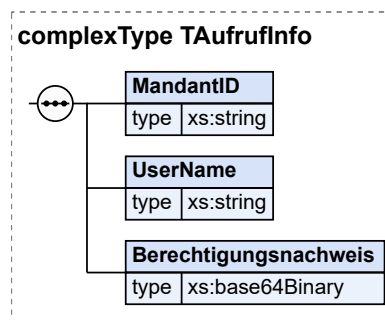 complexType TAufrufInfo
MandantID
type xs:string
UserName
type xs:string
Berechtigungsnachweis
type xs:base64Binary